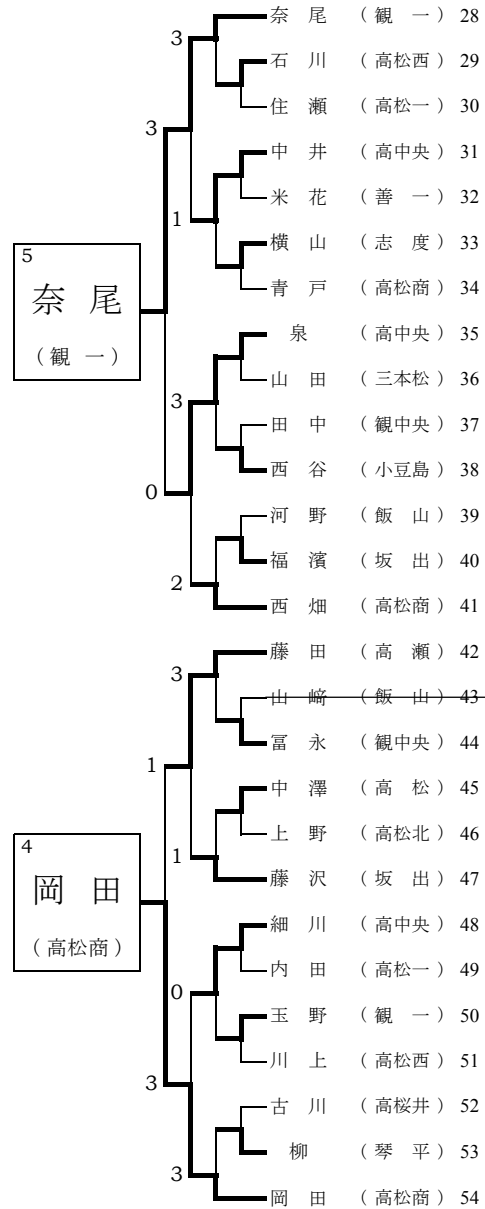 奈尾 (観一) 28
3
石川 (高松西) 29
住瀬 (高松一) 30
3
中井 (高中央) 31
米花 (善一) 32
1
横山 (志度) 33
青戸 (高松商) 34
5
奈尾
(観一)
泉 (高中央) 35
山田 (三本松) 36
3
田中 (観中央) 37
西谷 (小豆島) 38
0
河野 (飯山) 39
福濱 (坂出) 40
2
西畑 (高松商) 41
藤田 (高瀬) 42
3
山﨑 (飯山) 43
冨永 (観中央) 44
1
中澤 (高松) 45
上野 (高松北) 46
1
藤沢 (坂出) 47
4
岡田
(高松商)
細川 (高中央) 48
内田 (高松一) 49
0
玉野 (観一) 50
川上 (高松西) 51
3
古川 (高桜井) 52
柳 (琴平) 53
3
岡田 (高松商) 54